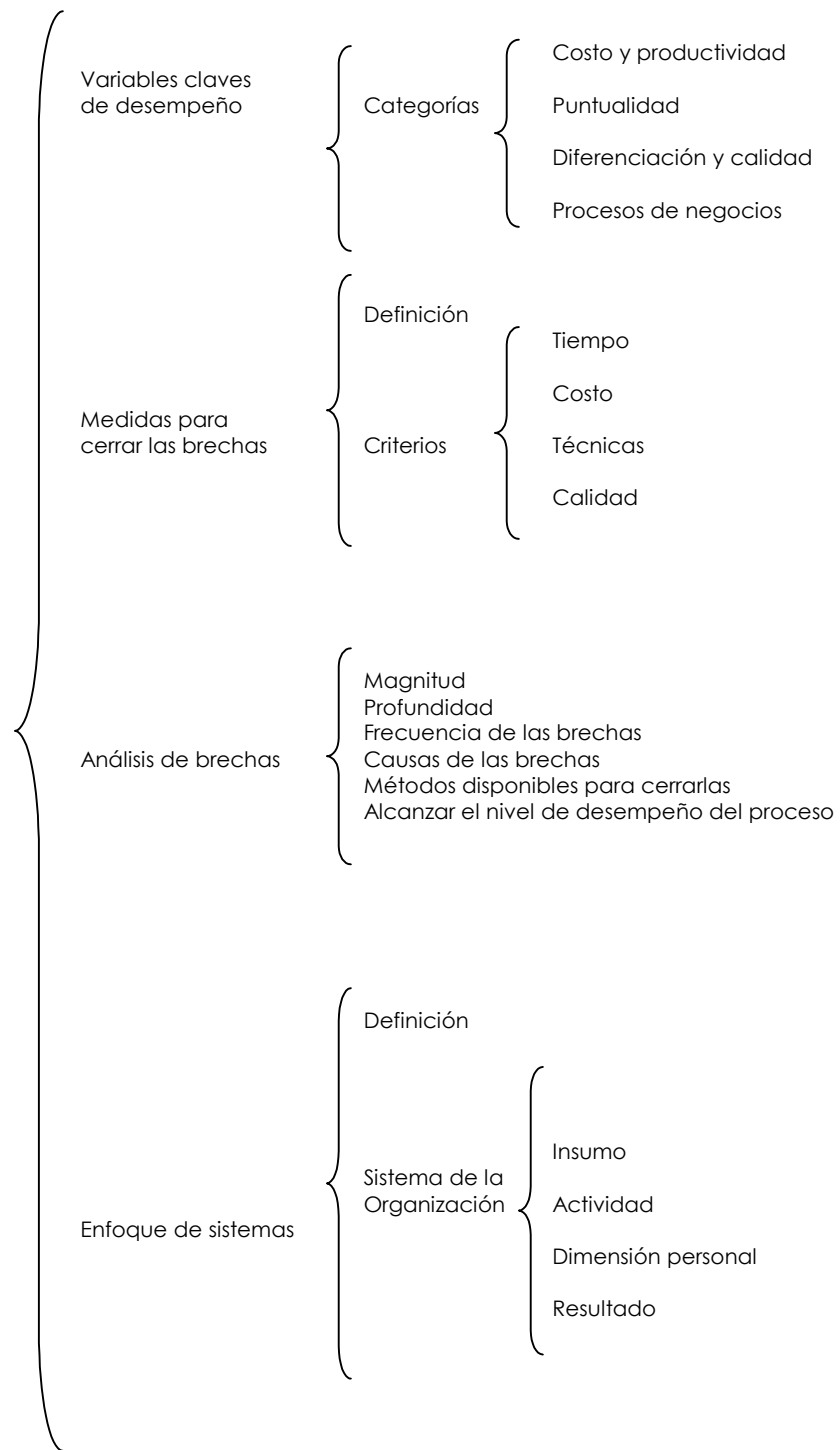 Variables claves
de desempeño
Categorías
Costo y productividad
Puntualidad
Diferenciación y calidad
Procesos de negocios
Medidas para
cerrar las brechas
Definición
Criterios
Tiempo
Costo
Técnicas
Calidad
Análisis de brechas
Magnitud
Profundidad
Frecuencia de las brechas
Causas de las brechas
Métodos disponibles para cerrarlas
Alcanzar el nivel de desempeño del proceso
Enfoque de sistemas
Definición
Sistema de la
Organización
Insumo
Actividad
Dimensión personal
Resultado